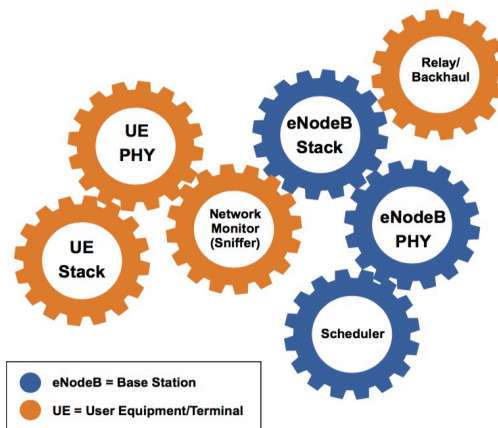 Relay/
Backhaul
eNodeB
Stack
UE
PHY
eNodeB
PHY
Network
Monitor
(Sniffer)
UE
Stack
Scheduler
eNodeB = Base Station
UE = User Equipment/Terminal